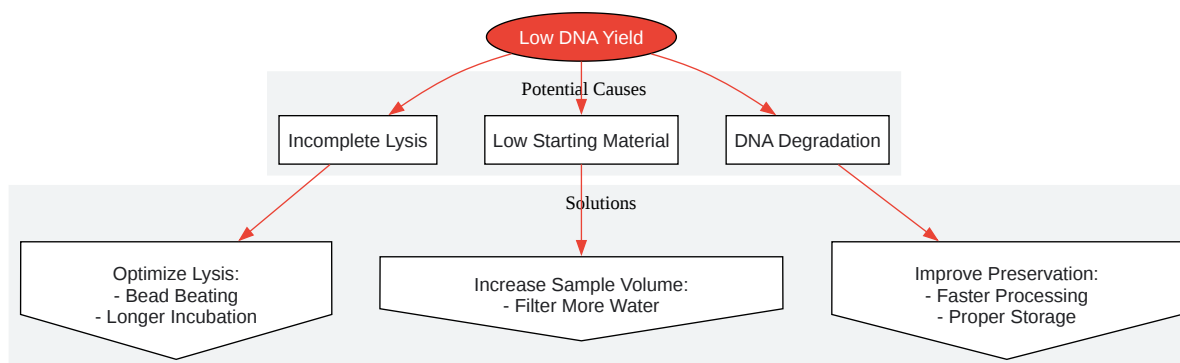 Low DNA Yield
Potential Causes
Incomplete Lysis
Low Starting Material
DNA Degradation
Solutions
Optimize Lysis:
- Bead Beating
- Longer Incubation
Increase Sample Volume:
- Filter More Water
Improve Preservation:
- Faster Processing
- Proper Storage